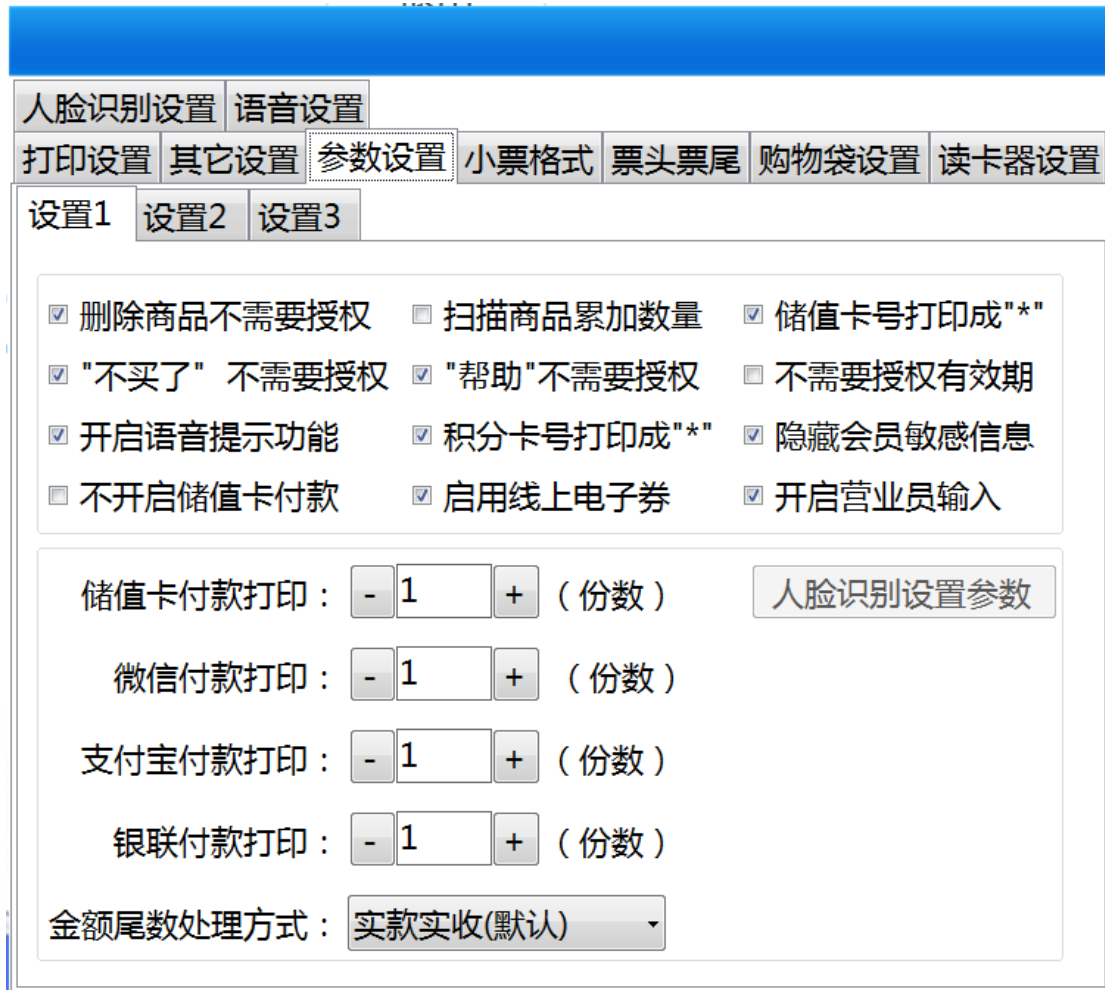 人脸识别设置 语音设置
打印设置 其它设置 参数设置 小票格式 票头票尾 购物袋设置 读卡器设置
设置1 设置2 设置3
删除商品不需要授权 扫描商品累加数量 储值卡号打印成"*"
"不买了" 不需要授权 "帮助"不需要授权 不需要授权有效期
开启语音提示功能 积分卡号打印成"*" 隐藏会员敏感信息
不开启储值卡付款 启用线上电子券 开启营业员输入
储值卡付款打印： - 1 + （份数） 人脸识别设置参数
微信付款打印： - 1 + （份数）
支付宝付款打印： - 1 + （份数）
银联付款打印： - 1 + （份数）
金额尾数处理方式： 实款实收(默认)